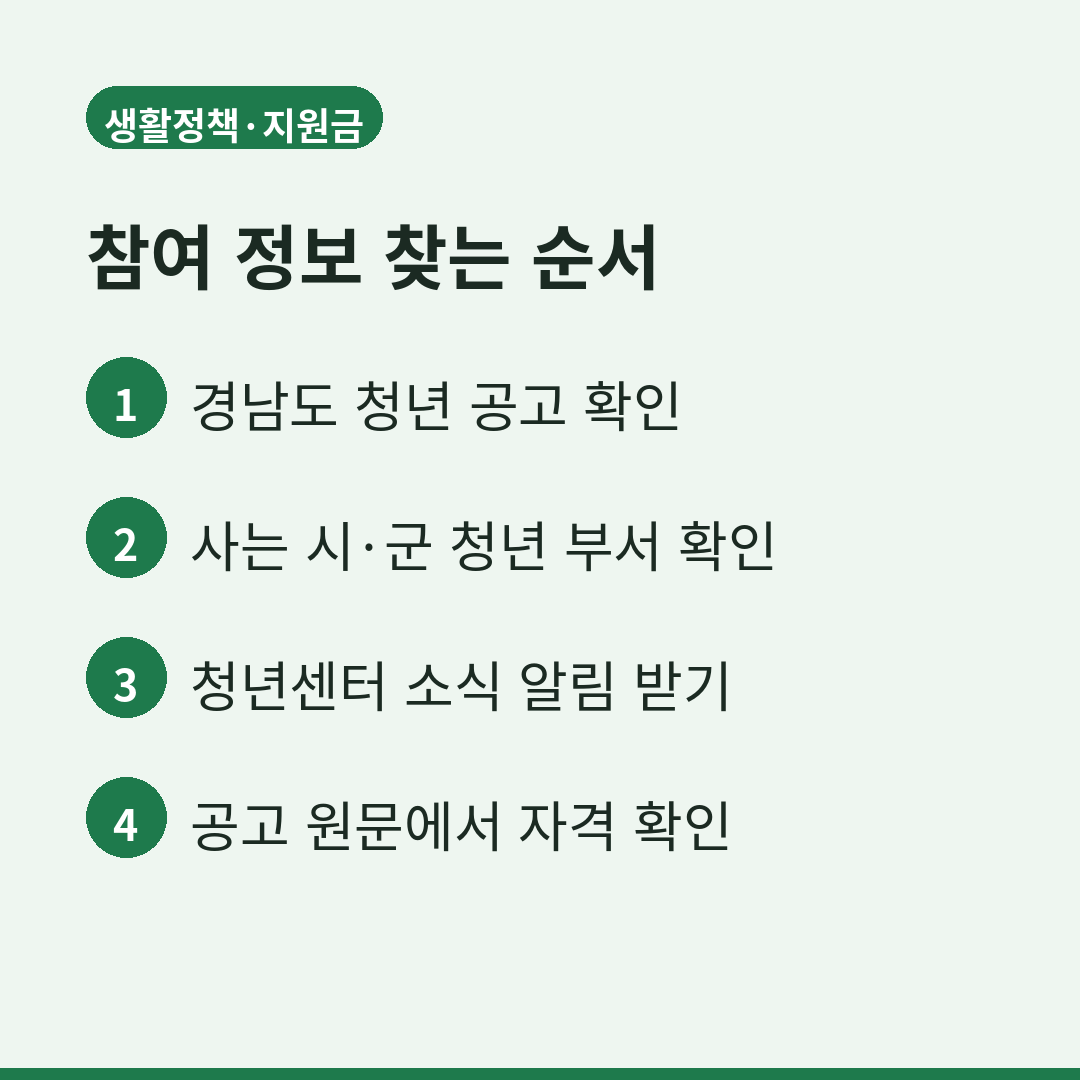 생활정책·지원금
참여 정보 찾는 순서
1 경남도 청년 공고 확인
2 사는 시·군 청년 부서 확인
3 청년센터 소식 알림 받기
4 공고 원문에서 자격 확인